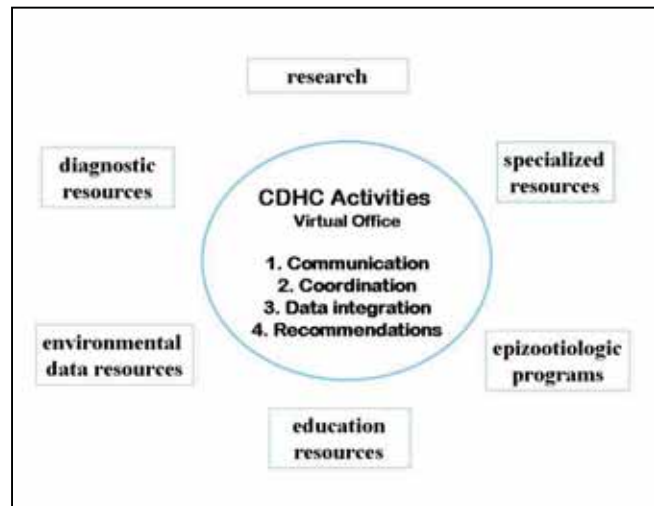 research
diagnostic
resources
specialized
resources
CDHC Activities
Virtual Office
1. Communication
2. Coordination
3. Data integration
4. Recommendations
environmental
data resources
epizootiologic
programs
education
resources